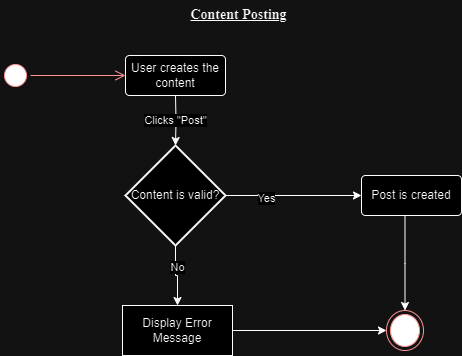 Content Posting
User creates the
content
Clicks "Post"
Content is valid?
Yes
Post is created
No
Display Error
Message